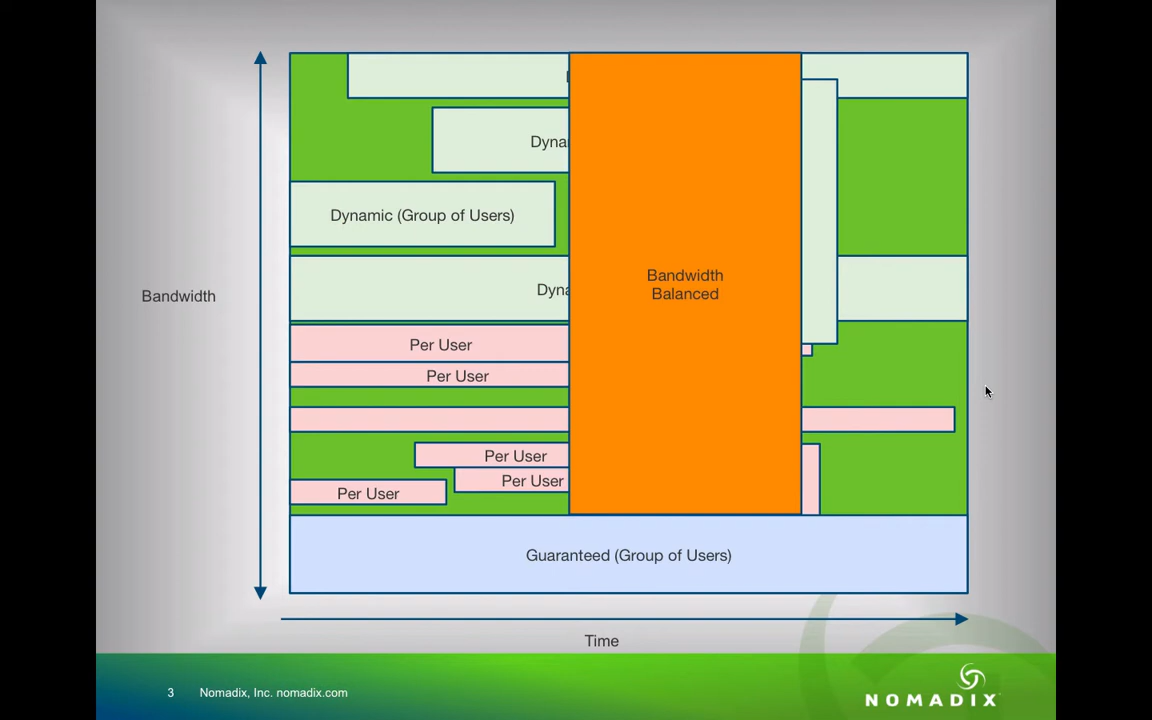 Dyna
Dynamic (Group of Users)
Bandwidth
Bandwidth
Balanced
Dyna
Per User
Per User
Per User
Per User
Per User
Guaranteed (Group of Users)
Time
3 Nomadix, Inc. nomadix.com
NOMADIX